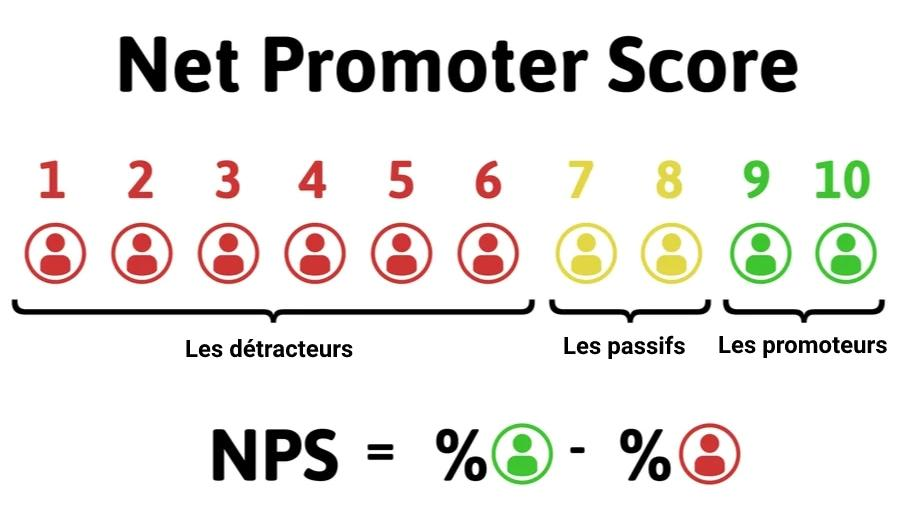 Net Promoter Score
1 2 3 4 5 6 7 8 9 10
Les détracteurs Les passifs Les promoteurs
NPS = % - %